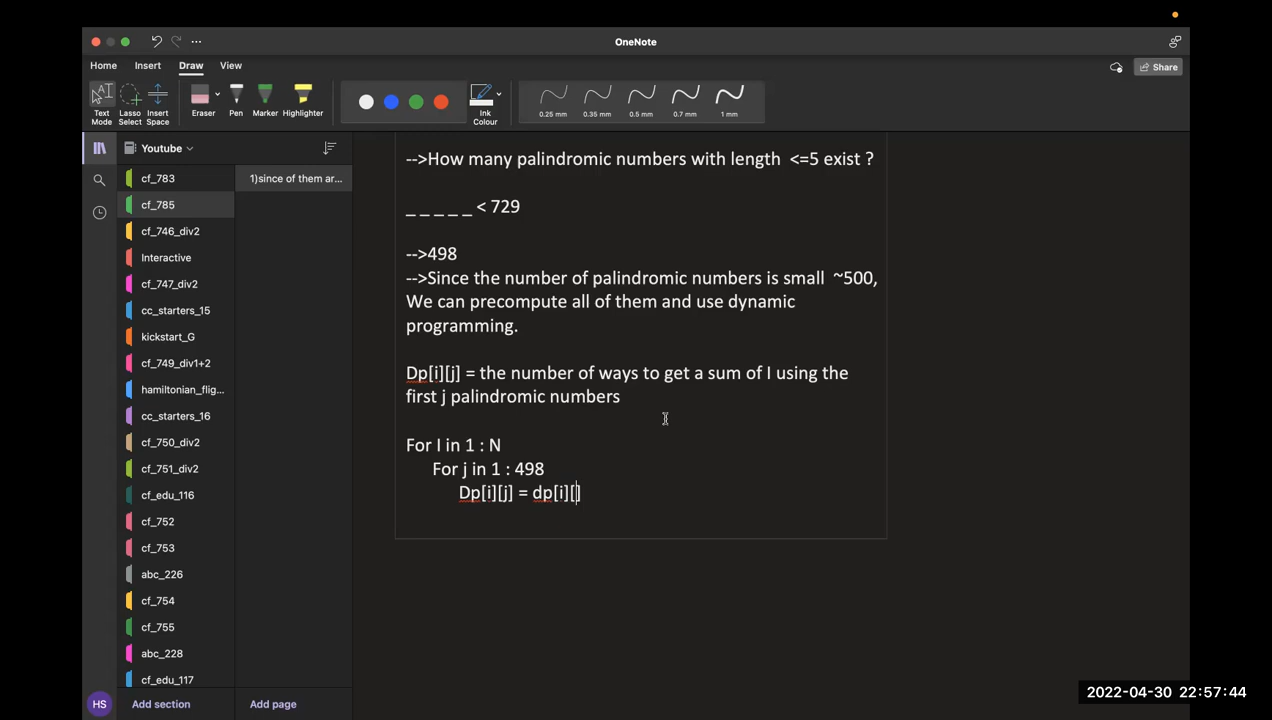 OneNote
Home Insert Draw View
Share
Text Mode
Lasso Select
Insert Space
Eraser
Pen
Marker
Highlighter
Ink Colour
0.25 mm 0.35 mm 0.5 mm 0.7 mm 1 mm
Youtube
cf_783
cf_785
cf_746_div2
Interactive
cf_747_div2
cc_starters_15
kickstart_G
cf_749_div1+2
hamiltonian_flig...
cc_starters_16
cf_750_div2
cf_751_div2
cf_edu_116
cf_752
cf_753
abc_226
cf_754
cf_755
abc_228
cf_edu_117
HS
Add section
1)since of them ar...
Add page
-->How many palindromic numbers with length <=5 exist ?
_ _ _ _ _ < 729
-->498
-->Since the number of palindromic numbers is small ~500,
We can precompute all of them and use dynamic
programming.
Dp[i][j] = the number of ways to get a sum of I using the
first j palindromic numbers
For I in 1 : N
For j in 1 : 498
Dp[i][j] = dp[i][]
2022-04-30 22:57:44